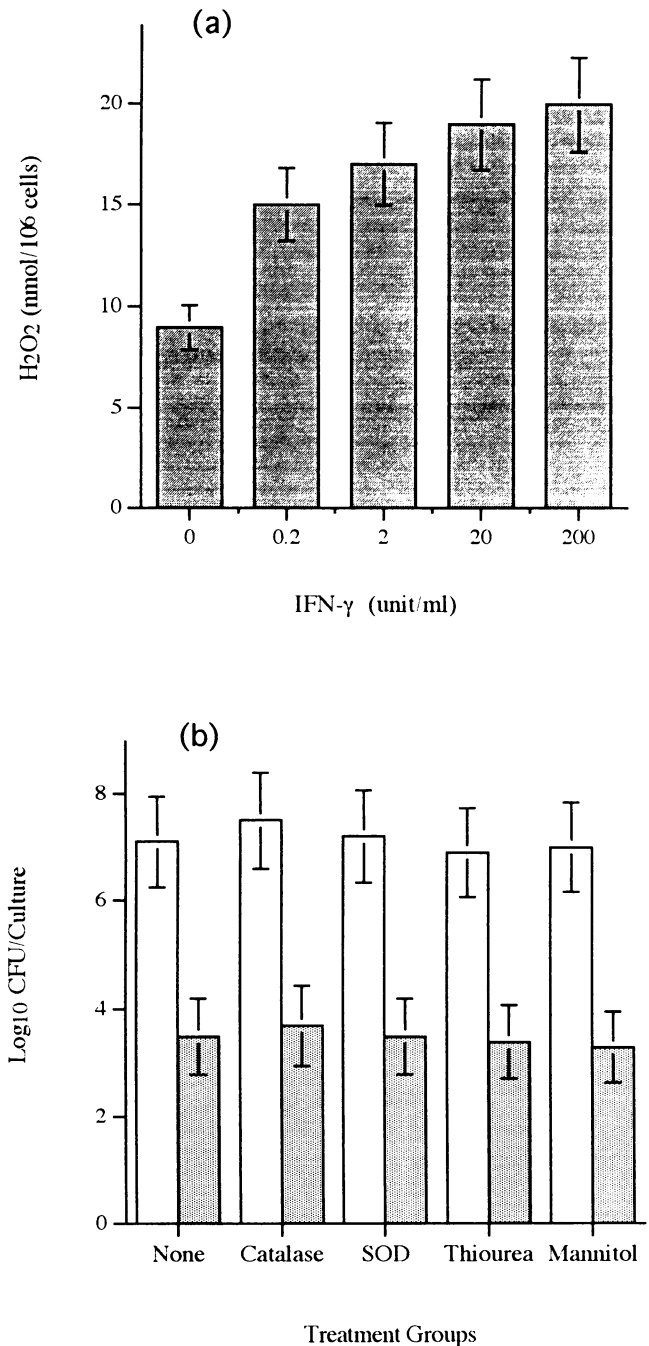 (a)
H2O2 (nmol/106 cells)
20
15
10
5
0
0 0.2 2 20 200
IFN-γ (unit/ml)
(b)
Log10 CFU/Culture
8
6
4
2
0
None Catalase SOD Thiourea Mannitol
Treatment Groups